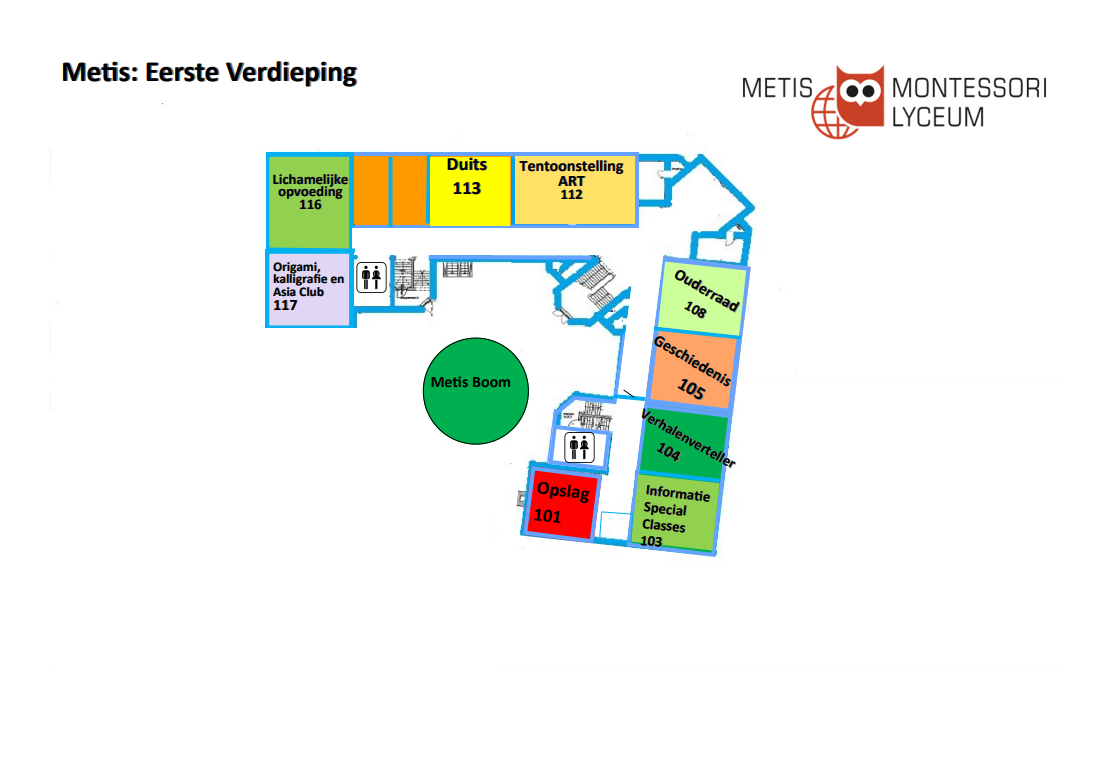 Metis: Eerste Verdieping
METIS MONTESSORI
LYCEUM
Lichamelijke
opvoeding
116
Duits
113
Tentoonstelling
ART
112
Origami,
kalligrafie en
Asia Club
117
Ouderraad
108
Geschiedenis
105
Metis Boom
Verhalenverteller
104
Opslag
101
Informatie
Special
Classes
103